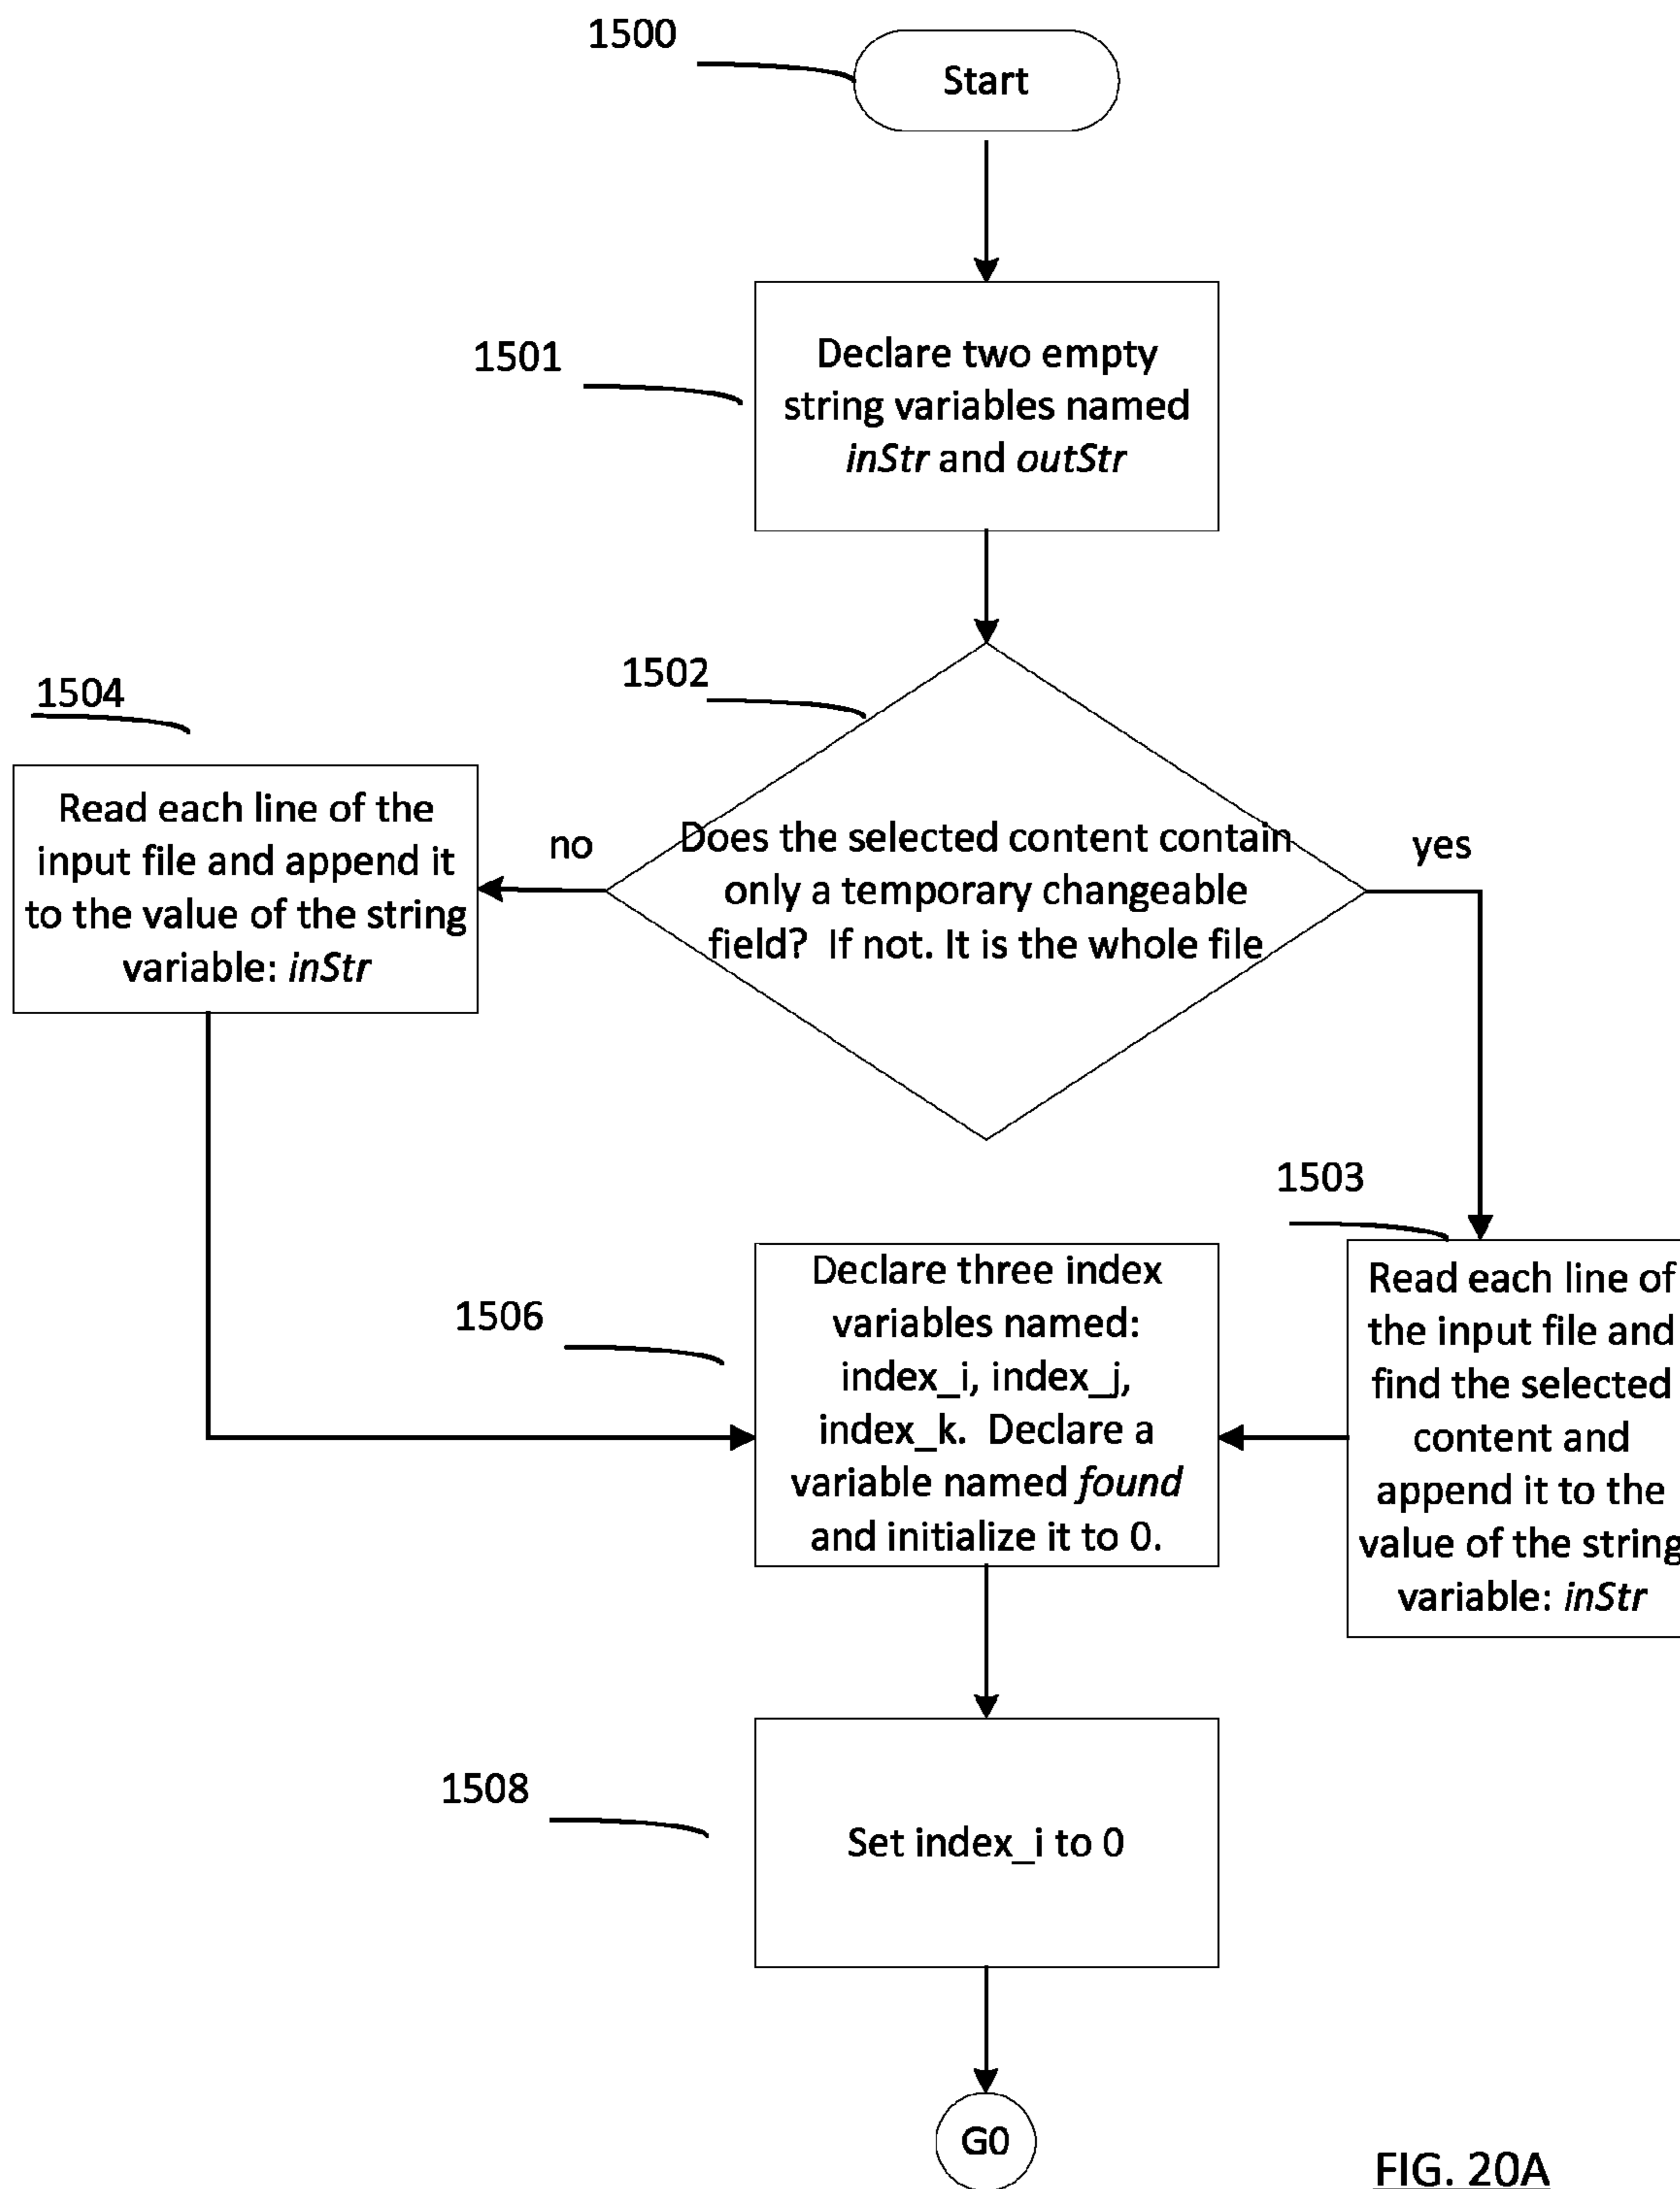 1500
Start
1501
Declare two empty
string variables named
inStr and outStr
1502
1504
Read each line of the
input file and append it
to the value of the string
variable: inStr
no
Does the selected content contain
only a temporary changeable
field?  If not. It is the whole file
yes
1503
Read each line of
the input file and
find the selected
content and
append it to the
value of the string
variable: inStr
1506
Declare three index
variables named:
index_i, index_j,
index_k.  Declare a
variable named found
and initialize it to 0.
1508
Set index_i to 0
G0
FIG. 20A